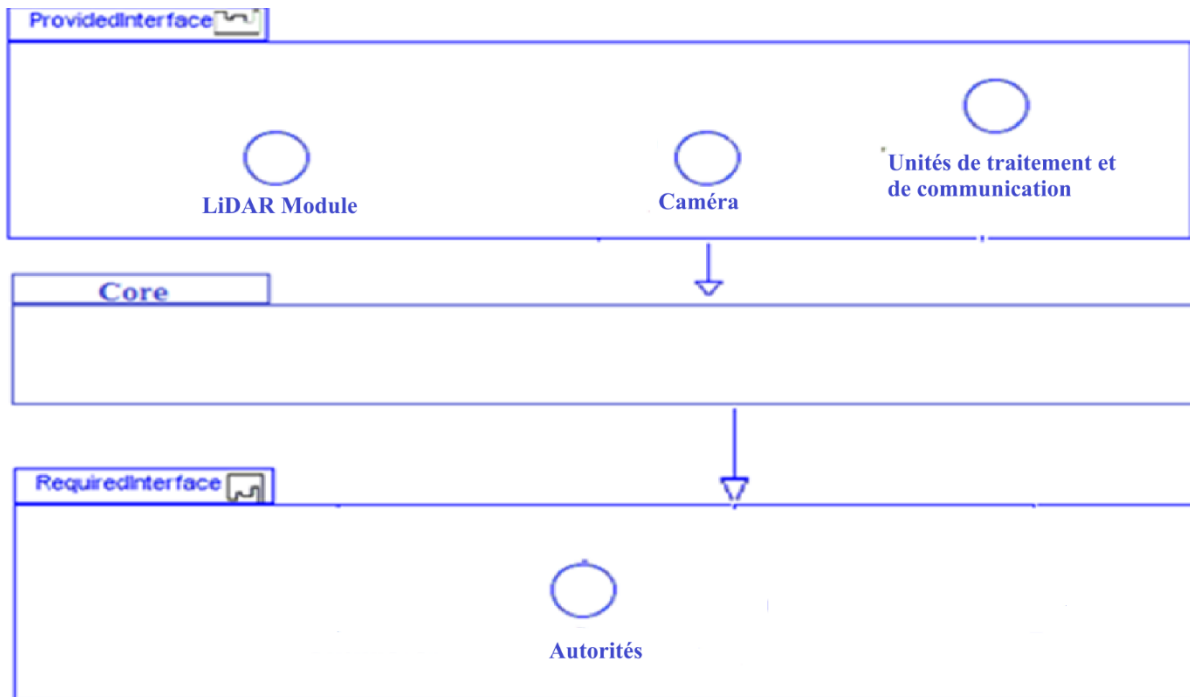 ProvidedInterface
LiDAR Module
Caméra
Unités de traitement et
de communication
Core
RequiredInterface
Autorités